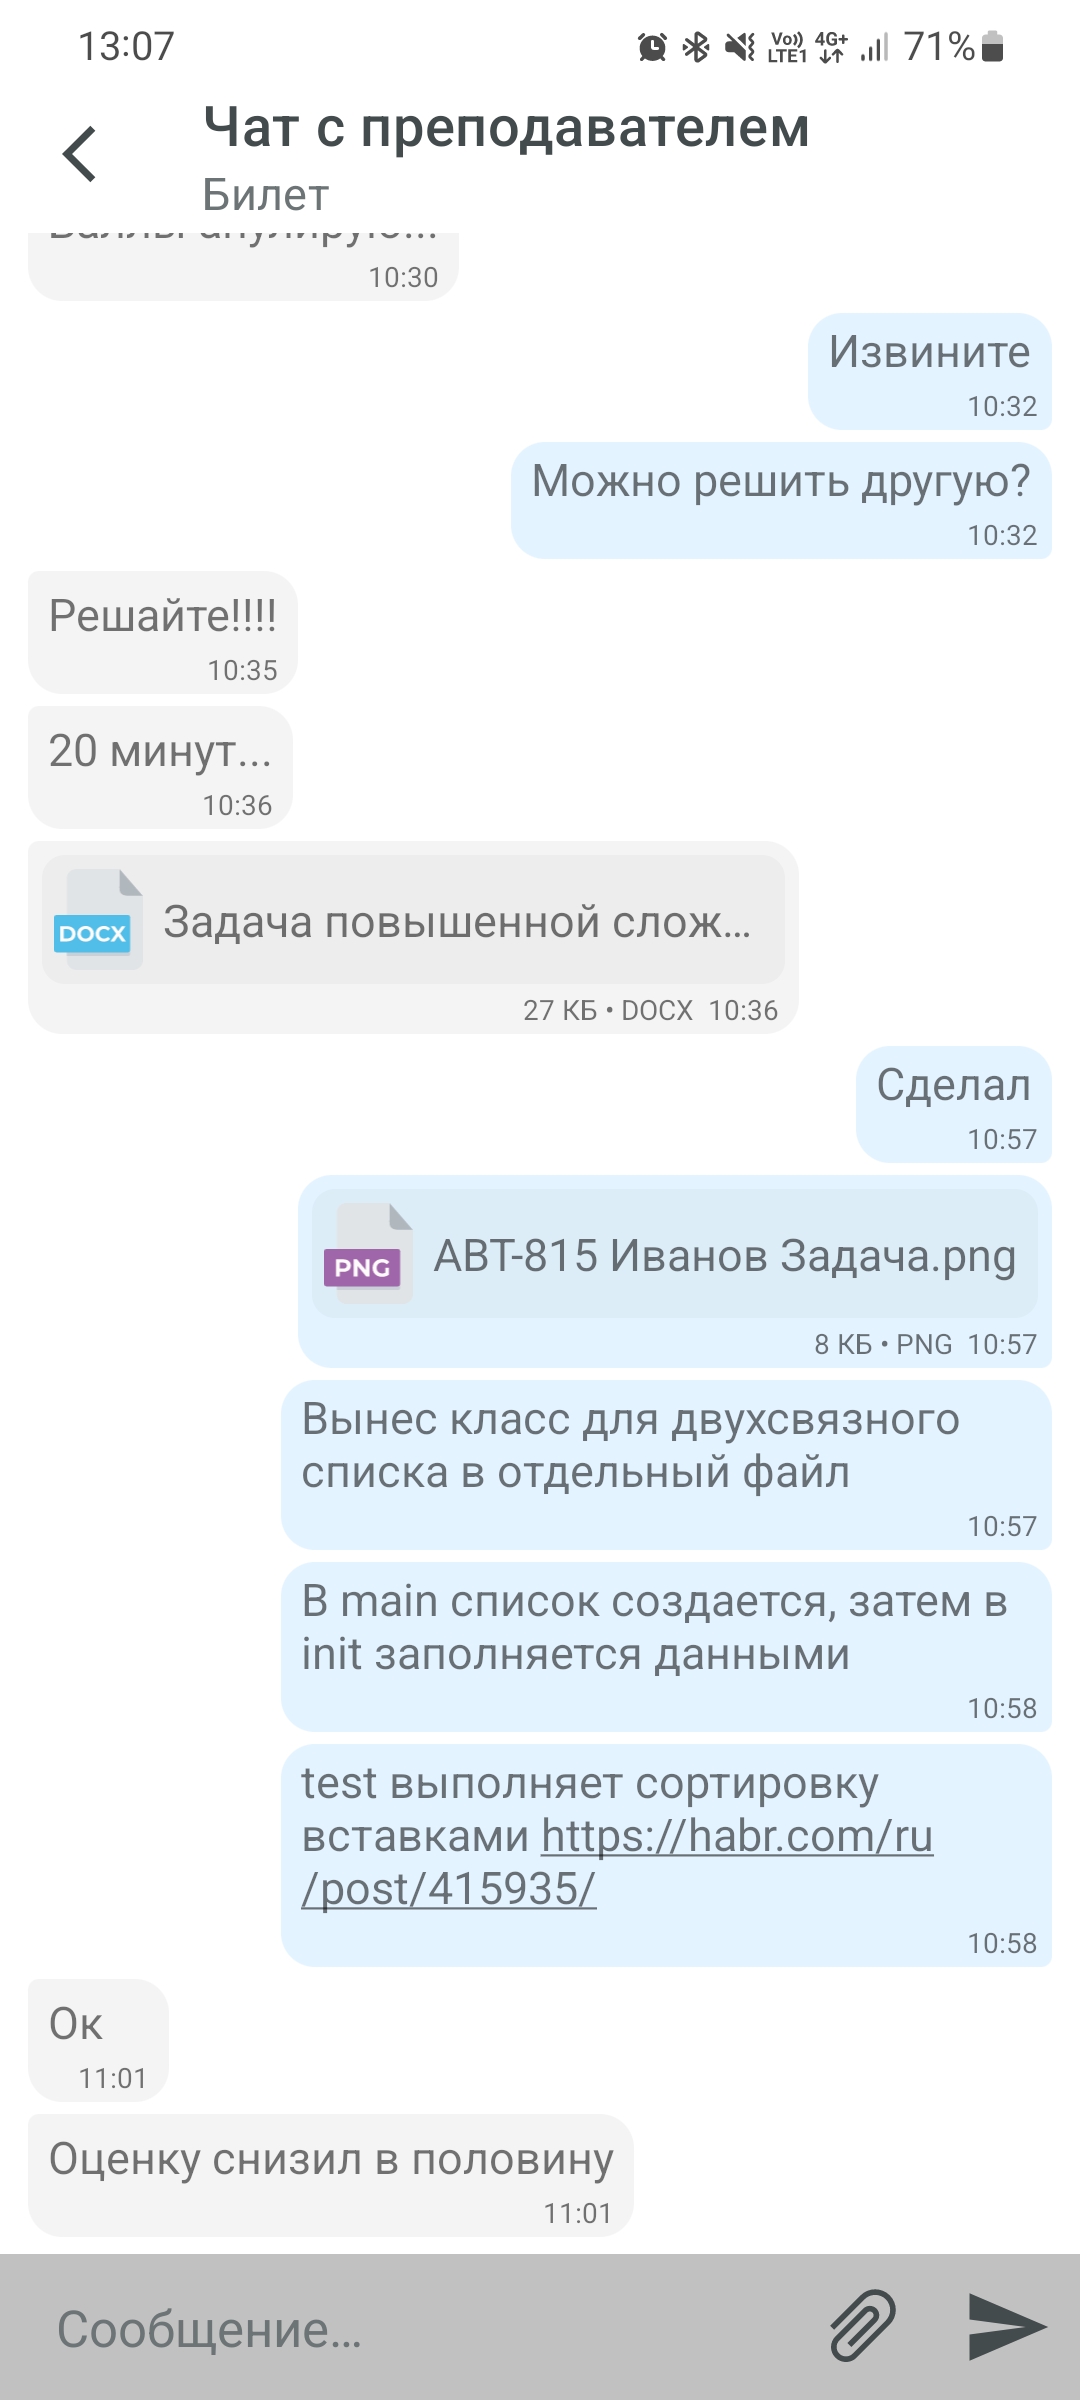 13:07
Vo)) LTE1 4G+ 71%
Чат с преподавателем
Билет
10:30
Извините
10:32
Можно решить другую?
10:32
Решайте!!!!
10:35
20 минут...
10:36
DOCX Задача повышенной слож...
27 КБ • DOCX 10:36
Сделал
10:57
PNG АВТ-815 Иванов Задача.png
8 КБ • PNG 10:57
Вынес класс для двухсвязного
списка в отдельный файл
10:57
В main список создается, затем в
init заполняется данными
10:58
test выполняет сортировку
вставками https://habr.com/ru
/post/415935/
10:58
Ок
11:01
Оценку снизил в половину
11:01
Сообщение...